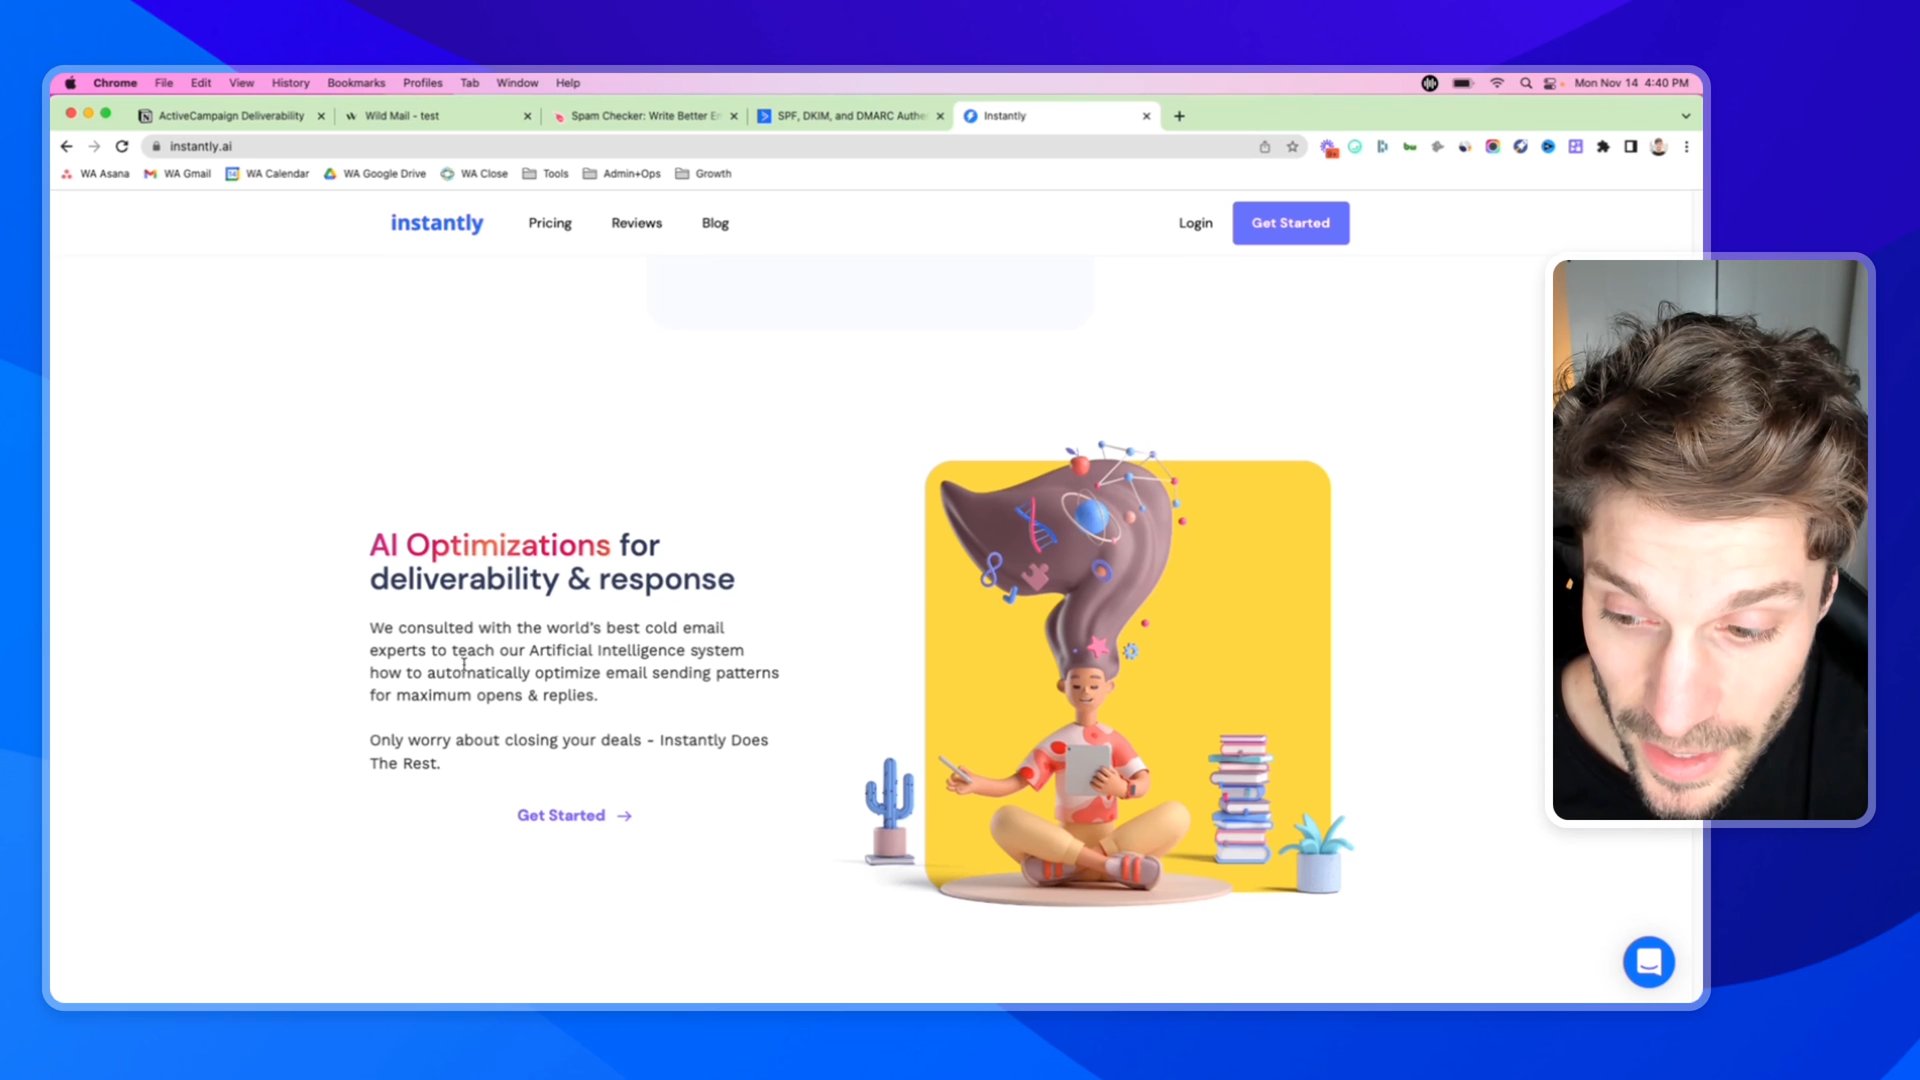 Chrome File Edit View History Bookmarks Profiles Tab Window Help Mon Nov 14 4:40 PM
ActiveCampaign Deliverability Wild Mail - test Spam Checker: Write Better Er SPF, DKIM, and DMARC Authe Instantly
instantly.ai
WA Asana WA Gmail WA Calendar WA Google Drive WA Close Tools Admin+Ops Growth
instantly Pricing Reviews Blog Login Get Started
AI Optimizations for
deliverability & response
We consulted with the world's best cold email
experts to teach our Artificial Intelligence system
how to automatically optimize email sending patterns
for maximum opens & replies.
Only worry about closing your deals - Instantly Does
The Rest.
Get Started →